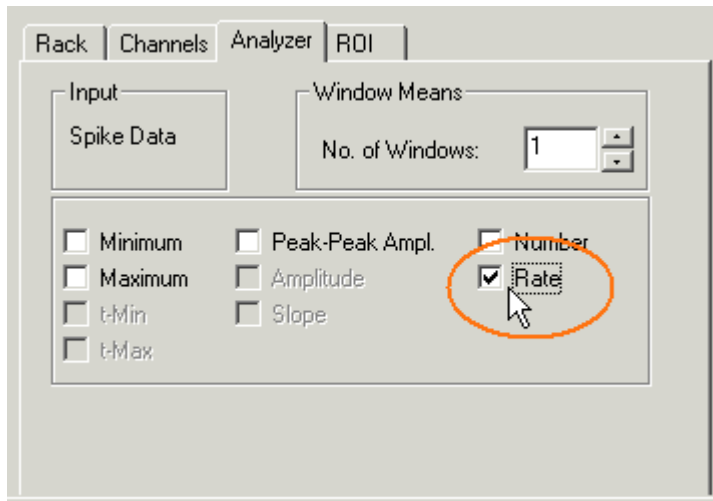 Rack Channels Analyzer ROI
Input
Spike Data
Window Means
No. of Windows: 1
Minimum Peak-Peak Ampl. Number
Maximum Amplitude Rate
t-Min Slope
t-Max